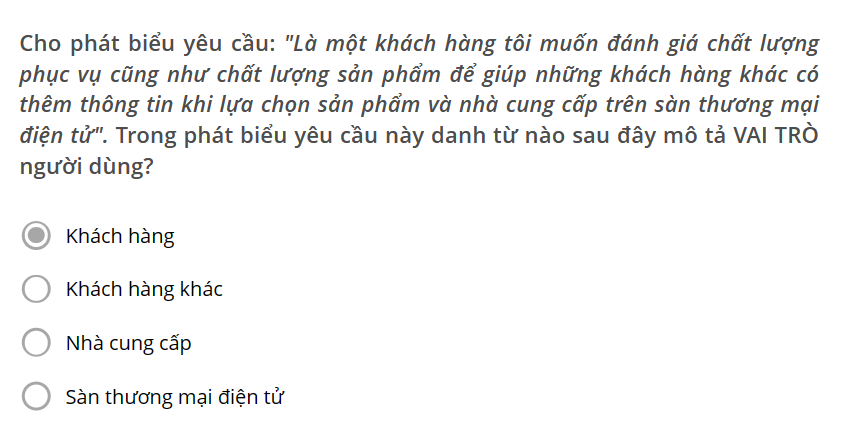 Cho phát biểu yêu cầu: "Là một khách hàng tôi muốn đánh giá chất lượng
phục vụ cũng như chất lượng sản phẩm để giúp những khách hàng khác có
thêm thông tin khi lựa chọn sản phẩm và nhà cung cấp trên sàn thương mại
điện tử". Trong phát biểu yêu cầu này danh từ nào sau đây mô tả VAI TRÒ
người dùng?
Khách hàng
Khách hàng khác
Nhà cung cấp
Sàn thương mại điện tử